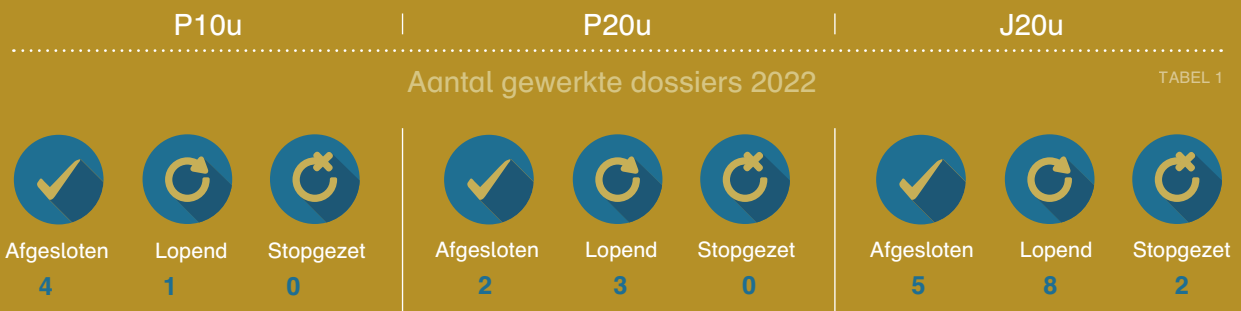 P10u P20u J20u
Aantal gewerkte dossiers 2022
TABEL 1
Afgesloten Lopend Stopgezet Afgesloten Lopend Stopgezet Afgesloten Lopend Stopgezet
4 1 0 2 3 0 5 8 2